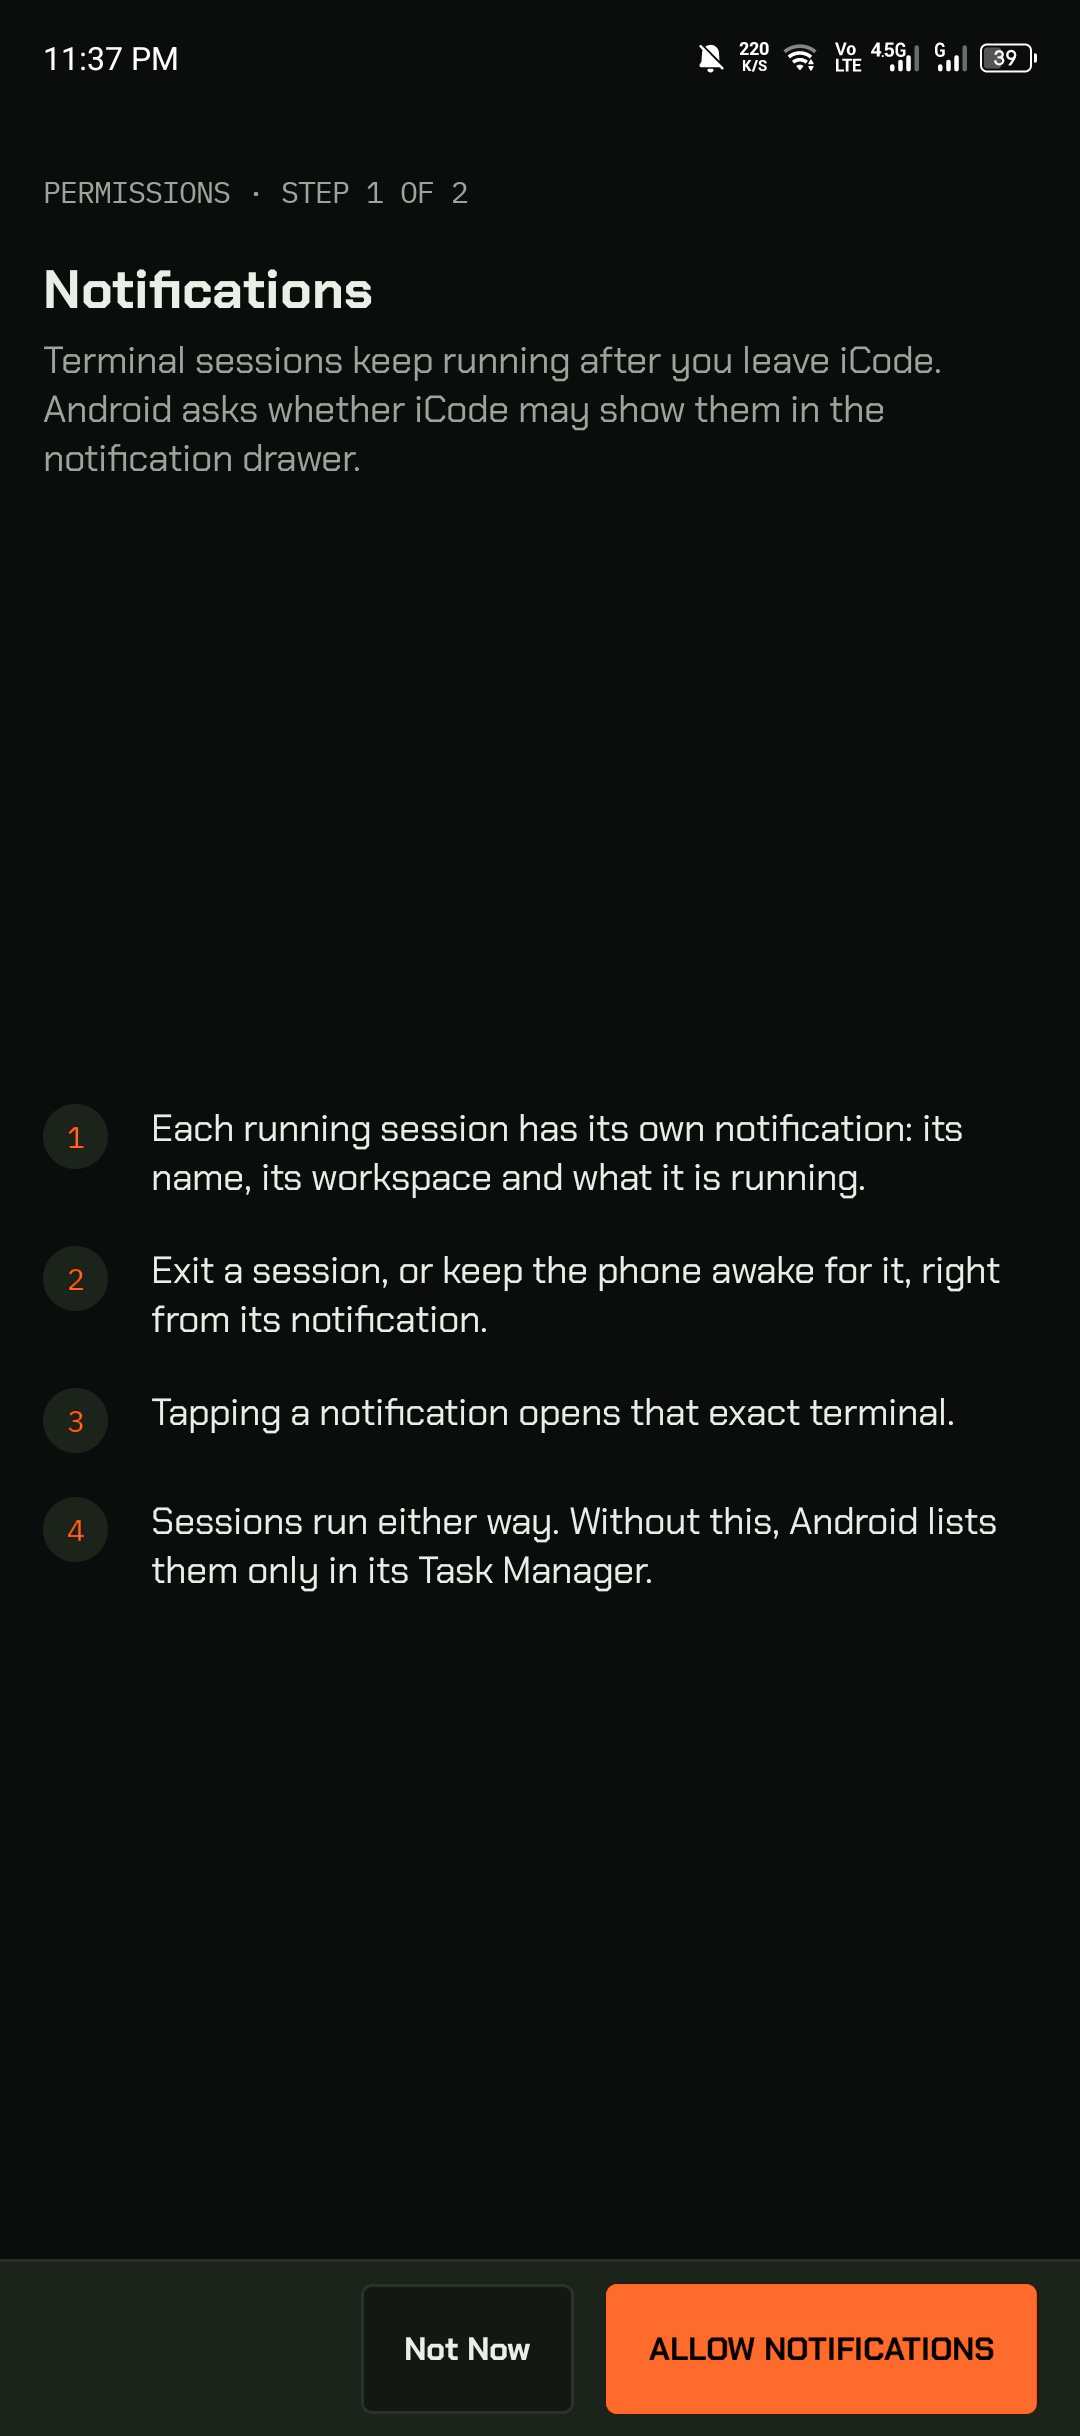 11:37 PM
220 K/S
Vo LTE
4.5G
G
39
PERMISSIONS · STEP 1 OF 2
Notifications
Terminal sessions keep running after you leave iCode.
Android asks whether iCode may show them in the
notification drawer.
1
Each running session has its own notification: its
name, its workspace and what it is running.
2
Exit a session, or keep the phone awake for it, right
from its notification.
3
Tapping a notification opens that exact terminal.
4
Sessions run either way. Without this, Android lists
them only in its Task Manager.
Not Now
ALLOW NOTIFICATIONS